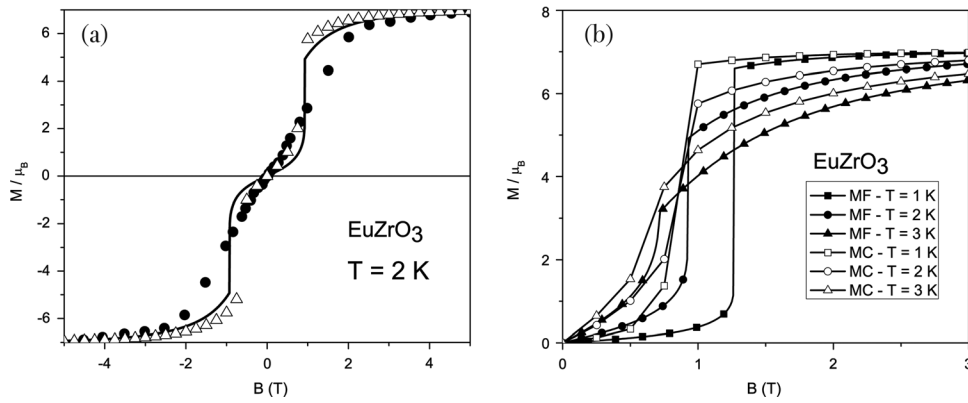 (a)
6
4
2
0
-2
-4
-6
M / μB
-4
-2
0
2
4
B (T)
EuZrO3
T = 2 K
(b)
8
6
4
2
0
M / μB
0
1
2
3
B (T)
EuZrO3
MF - T = 1 K
MF - T = 2 K
MF - T = 3 K
MC - T = 1 K
MC - T = 2 K
MC - T = 3 K